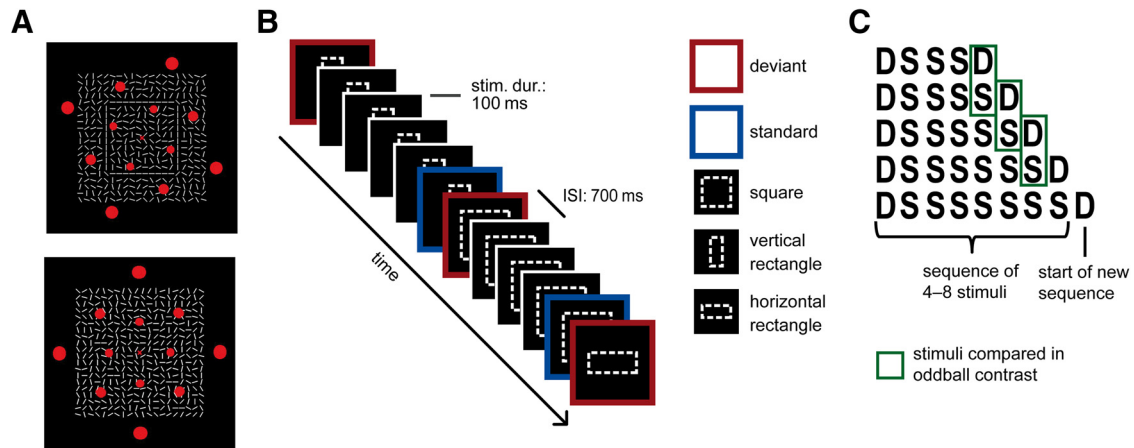 A
B
stim. dur.:
100 ms
ISI: 700 ms
time
deviant
standard
square
vertical
rectangle
horizontal
rectangle
C
DSSSD
DSSSSD
DSSSSSD
DSSSSSSD
DSSSSSSSD
sequence of
4–8 stimuli
start of new
sequence
stimuli compared in
oddball contrast